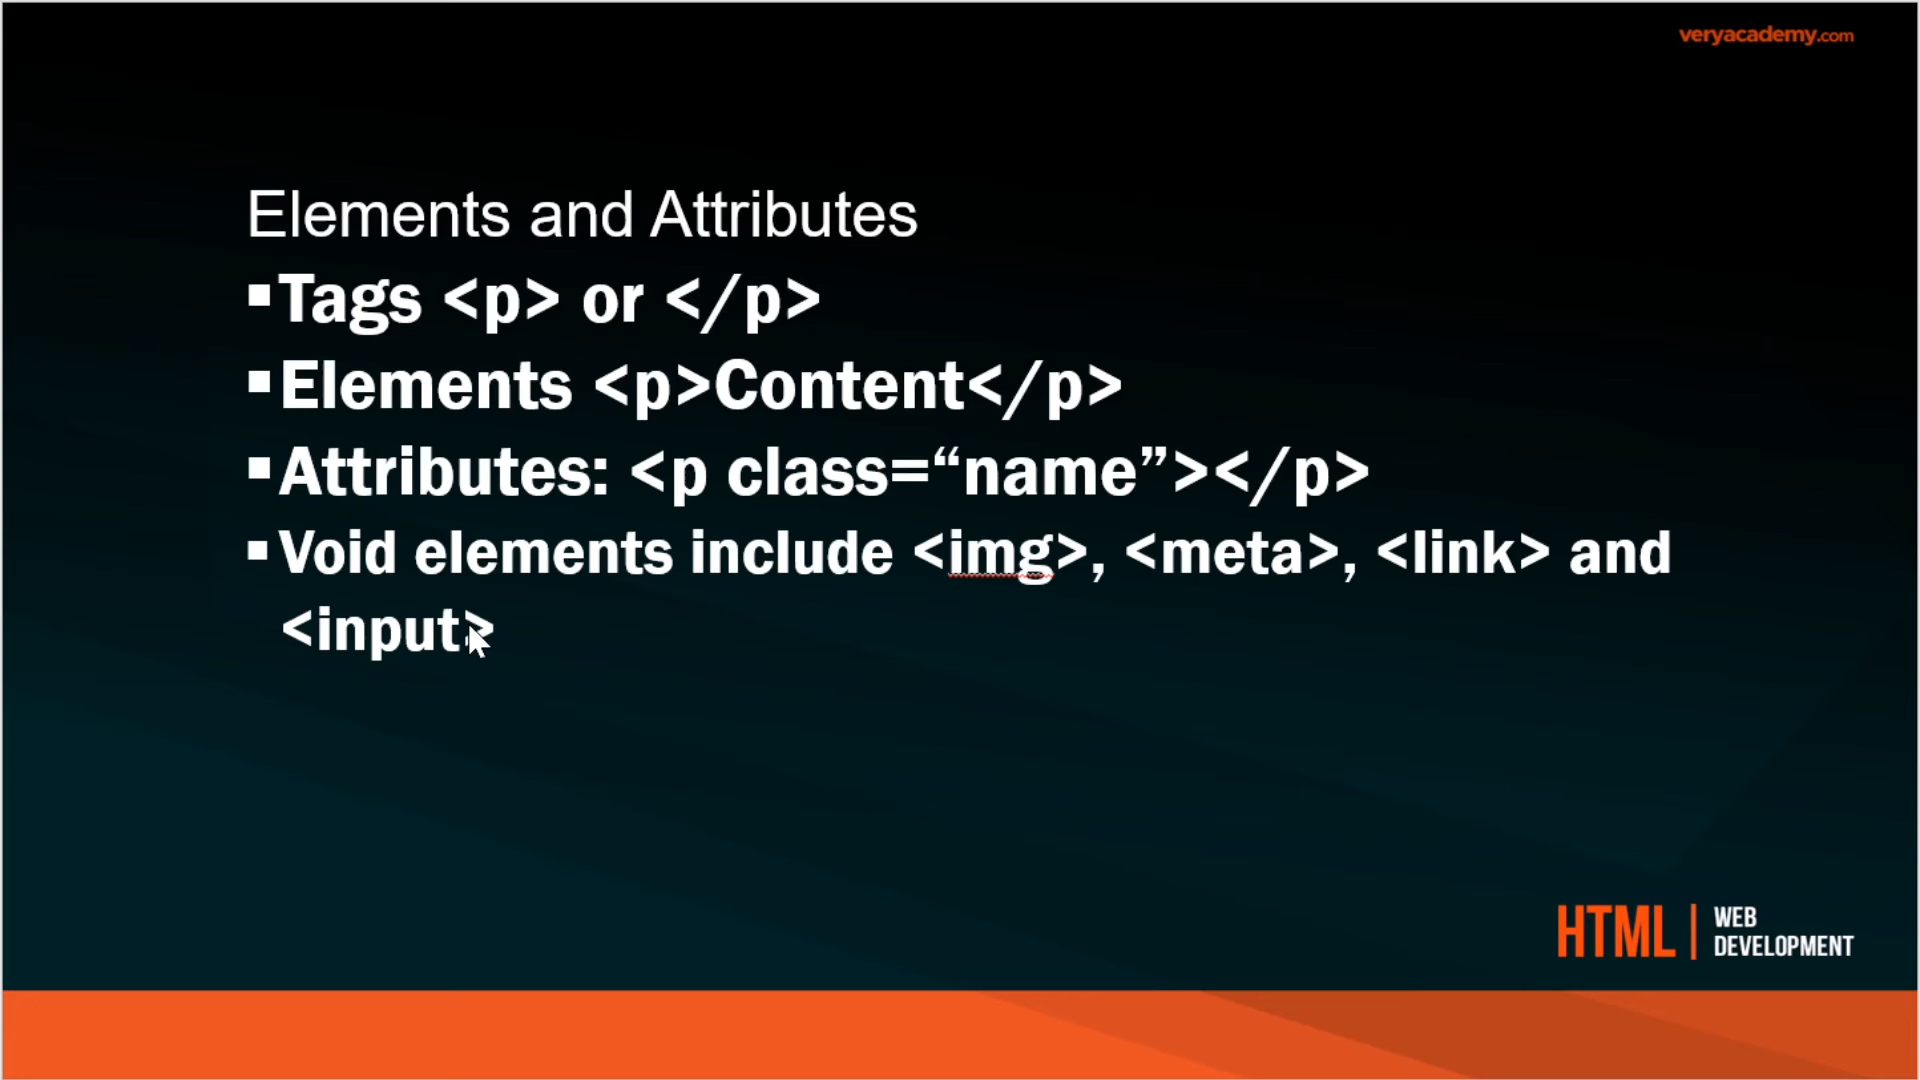 veryacademy.com
Elements and Attributes
▪Tags <p> or </p>
▪Elements <p>Content</p>
▪Attributes: <p class=“name”></p>
▪Void elements include <img>, <meta>, <link> and
<input>
HTML | WEB
DEVELOPMENT